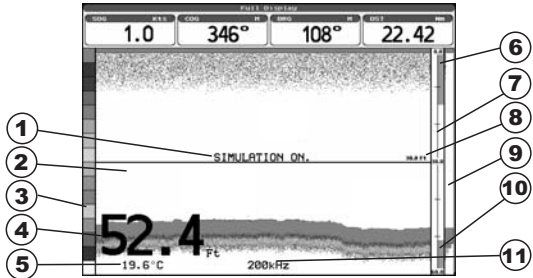 Full Display
SOG Kts COG M BRG M DST Nm
1.0 346° 108° 22.42
6
7
1 8
SIMULATION ON.
2 9
3
10
4 52.4 Ft
5 19.6°C 200kHz 11